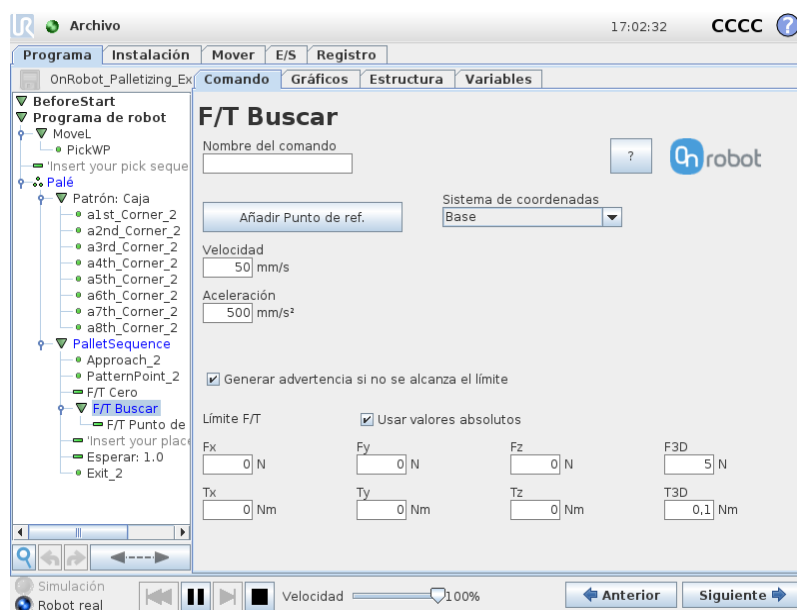 Archivo 17:02:32 CCCC ?
Programa Instalación Mover E/S Registro
OnRobot_Palletizing_Ex Comando Gráficos Estructura Variables
BeforeStart
Programa de robot
MoveL
PickWP
'Insert your pick seque
Palé
Patrón: Caja
a1st_Corner_2
a2nd_Corner_2
a3rd_Corner_2
a4th_Corner_2
a5th_Corner_2
a6th_Corner_2
a7th_Corner_2
a8th_Corner_2
PalletSequence
Approach_2
PatternPoint_2
F/T Cero
F/T Buscar
F/T Punto de
'Insert your place
Esperar: 1.0
Exit_2
F/T Buscar
Nombre del comando
?
On robot
Sistema de coordenadas
Añadir Punto de ref. Base
Velocidad
50 mm/s
Aceleración
500 mm/s²
Generar advertencia si no se alcanza el límite
Límite F/T Usar valores absolutos
Fx Fy Fz F3D
0 N 0 N 0 N 5 N
Tx Ty Tz T3D
0 Nm 0 Nm 0 Nm 0,1 Nm
Simulación
Robot real
Velocidad 100% Anterior Siguiente